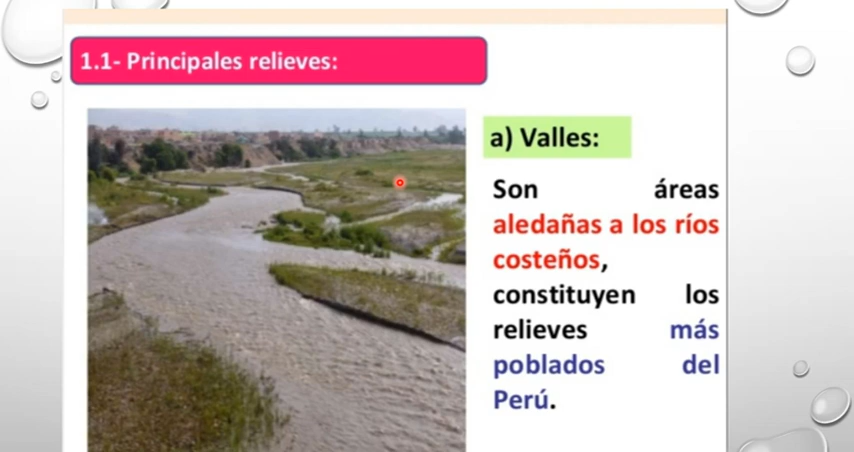 1.1- Principales relieves:
a) Valles:
Son áreas
aledañas a los ríos
costeños,
constituyen los
relieves más
poblados del
Perú.